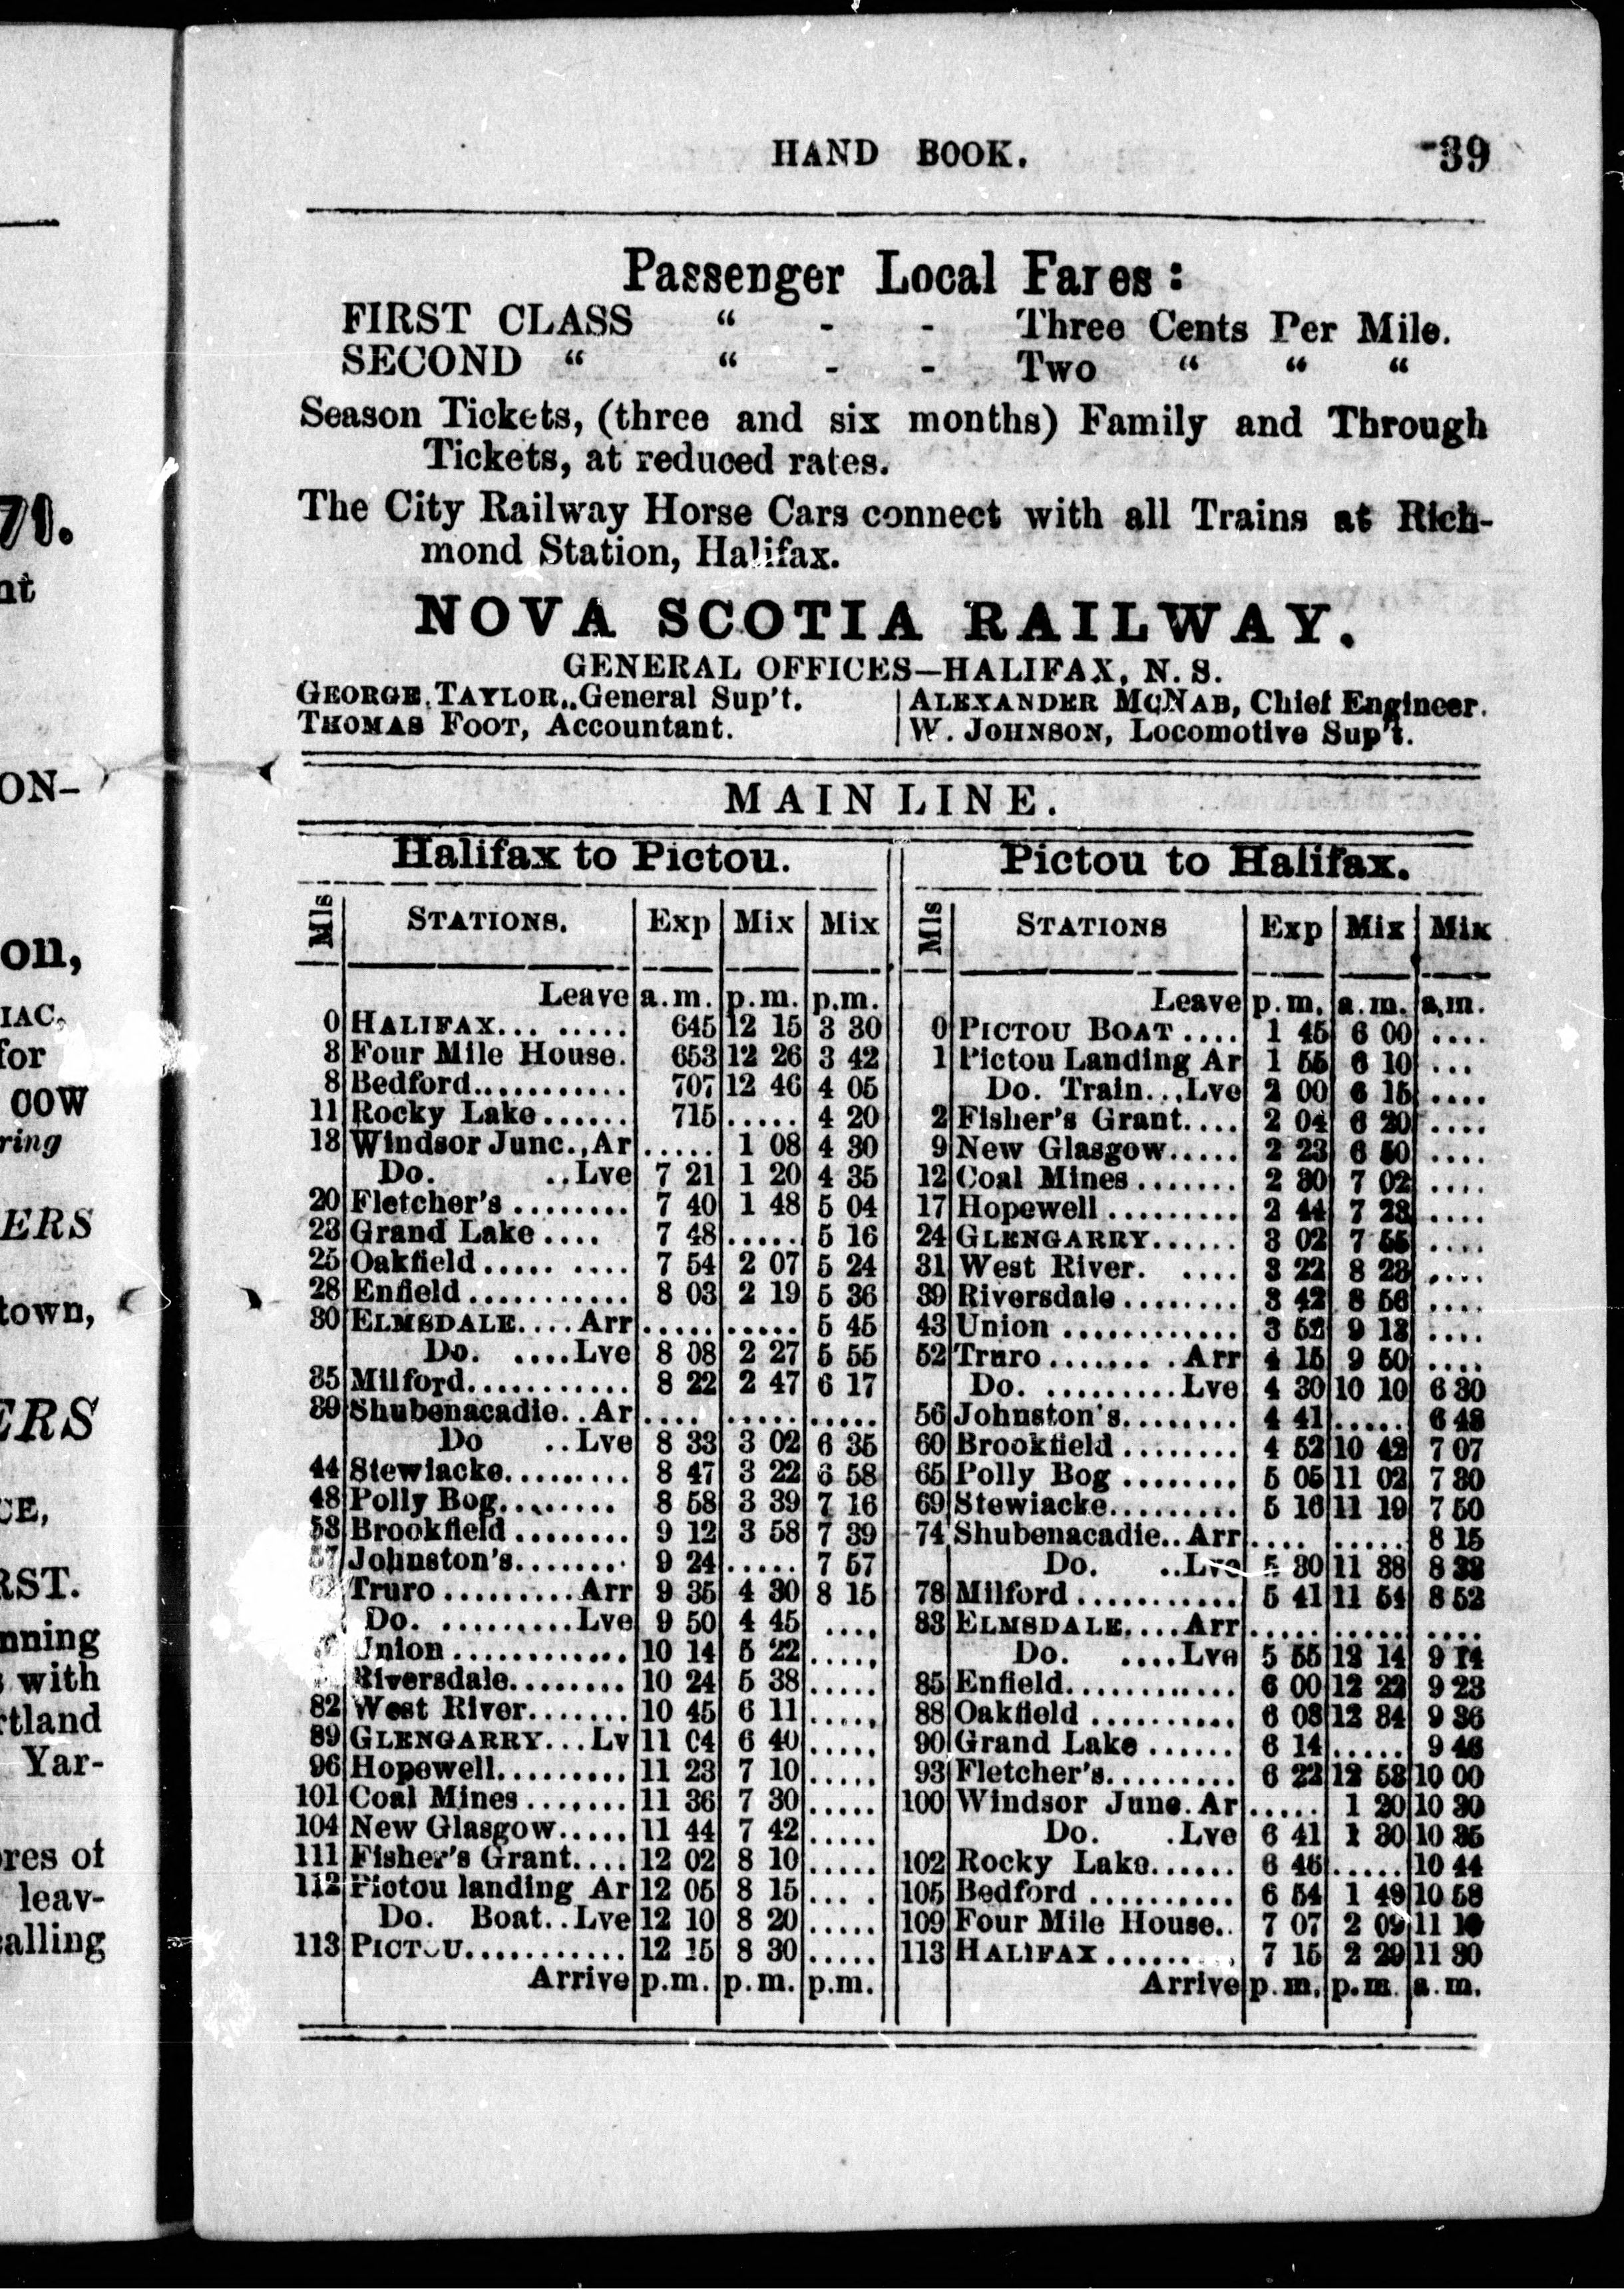 HAND BOOK. 39
Passenger Local Fares:
FIRST CLASS “ - - Three Cents Per Mile.
SECOND “ “ - - Two “ “ “
Season Tickets, (three and six months) Family and Through
Tickets, at reduced rates.
The City Railway Horse Cars connect with all Trains at Rich-
mond Station, Halifax.
NOVA SCOTIA RAILWAY.
GENERAL OFFICES—HALIFAX, N. S.
GEORGE TAYLOR, General Sup't. | ALEXANDER MCNAB, Chief Engineer.
THOMAS FOOT, Accountant. | W. JOHNSON, Locomotive Sup't.
MAIN LINE.
Halifax to Pictou.
Mls STATIONS. Exp Mix Mix
Leave a.m. p.m. p.m.
0 HALIFAX... ..... 645 12 15 3 30
3 Four Mile House. 653 12 26 3 42
8 Bedford........... 707 12 46 4 05
11 Rocky Lake...... 715 ..... 4 20
13 Windsor Junc., Ar ..... 1 08 4 30
Do. ..Lve 7 21 1 20 4 35
20 Fletcher's ........ 7 40 1 48 5 04
23 Grand Lake .... 7 48 ..... 5 16
25 Oakfield ..... .... 7 54 2 07 5 24
28 Enfield ........... 8 03 2 19 5 36
30 ELMSDALE.... Arr ..... ..... 5 45
Do. ....Lve 8 08 2 27 5 55
35 Milford............ 8 22 2 47 6 17
39 Shubenacadie.. Ar .... ..... .....
Do ..Lve 8 33 3 02 6 35
44 Stewiacke......... 8 47 3 22 6 58
48 Polly Bog........ 8 58 3 39 7 16
53 Brookfield ........ 9 12 3 58 7 39
57 Johnston's........ 9 24 ..... 7 57
Truro .......... Arr 9 35 4 30 8 15
Do. ..........Lve 9 50 4 45 ....
Union ............. 10 14 5 22 .....
Riversdale........ 10 24 5 38 .....
82 West River....... 10 45 6 11 .....
89 GLENGARRY... Lv 11 04 6 40 .....
96 Hopewell......... 11 23 7 10 .....
101 Coal Mines ....... 11 36 7 30 .....
104 New Glasgow..... 11 44 7 42 .....
111 Fisher's Grant.... 12 02 8 10 .....
112 Pictou landing Ar 12 05 8 15 .....
Do. Boat..Lve 12 10 8 20 .....
113 PICTOU............ 12 15 8 30 .....
Arrive p.m. p.m. p.m.
Pictou to Halifax.
Mls STATIONS Exp Mix Mix
Leave p.m. a.m. a.m.
0 PICTOU BOAT .... 1 45 6 00 ....
1 Pictou Landing Ar 1 55 6 10 ...
Do. Train...Lve 2 00 6 15 ....
2 Fisher's Grant.... 2 04 6 20 ....
9 New Glasgow..... 2 23 6 50 ....
12 Coal Mines ....... 2 30 7 02 ....
17 Hopewell ......... 2 44 7 23 ....
24 GLENGARRY...... 3 02 7 55 ....
31 West River. .... 3 22 8 28 ....
39 Riversdale ........ 3 42 8 56 ....
43 Union ............. 3 52 9 13 ....
52 Truro........ . Arr 4 15 9 50 ....
Do. ..........Lve 4 30 10 10 6 30
56 Johnston's........ 4 41 ..... 6 48
60 Brookfield ........ 4 52 10 42 7 07
65 Polly Bog ........ 5 05 11 02 7 30
69 Stewiacke......... 5 16 11 19 7 50
74 Shubenacadie.. Arr .... ..... 8 15
Do. ..Lve 5 30 11 38 8 33
78 Milford ............ 5 41 11 54 8 52
83 ELMSDALE....Arr ..... ..... ....
Do. ....Lve 5 55 12 14 9 14
85 Enfield............ 6 00 12 22 9 23
88 Oakfield .......... 6 08 12 34 9 36
90 Grand Lake ...... 6 14 ..... 9 46
93 Fletcher's......... 6 22 12 53 10 00
100 Windsor Junc. Ar ..... 1 20 10 30
Do. .Lve 6 41 1 30 10 35
102 Rocky Lake...... 6 46 ..... 10 44
105 Bedford .......... 6 54 1 49 10 58
109 Four Mile House.. 7 07 2 09 11 1
113 HALIFAX ......... 7 15 2 29 11 30
Arrive p.m. p.m. a.m.
71.
nt
ON-
on,
IAC,
for
COW
ring
ERS
town,
ERS
CE,
RST.
nning
s with
rtland
Yar-
res of
leav-
alling